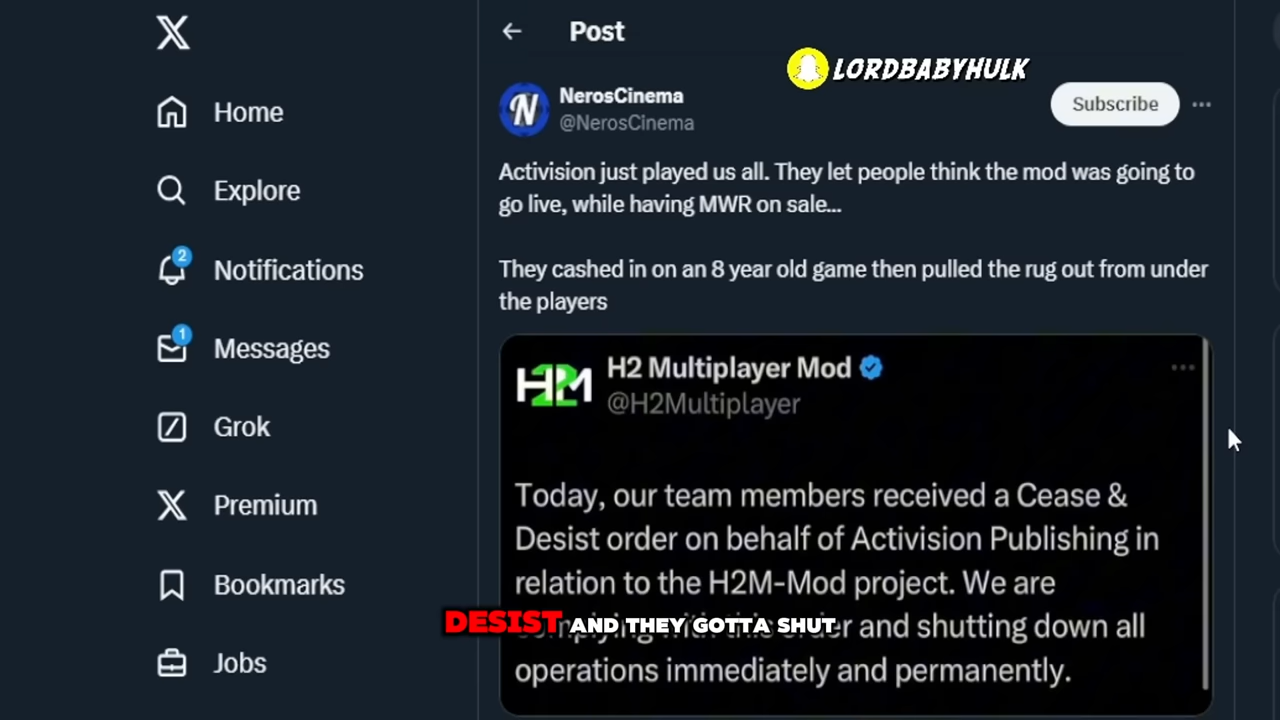 Post
LORDBABYHULK
Home
Explore
2
Notifications
1
Messages
Grok
Premium
Bookmarks
Jobs
N
NerosCinema
@NerosCInema
Subscribe
Activision just played us all. They let people think the mod was going to
go live, while having MWR on sale...
They cashed in on an 8 year old game then pulled the rug out from under
the players
H2M
H2 Multiplayer Mod
@H2Multiplayer
Today, our team members received a Cease &
Desist order on behalf of Activision Publishing in
relation to the H2M-Mod project. We are
complying with this order and shutting down all
operations immediately and permanently.
DESIST AND THEY GOTTA SHUT